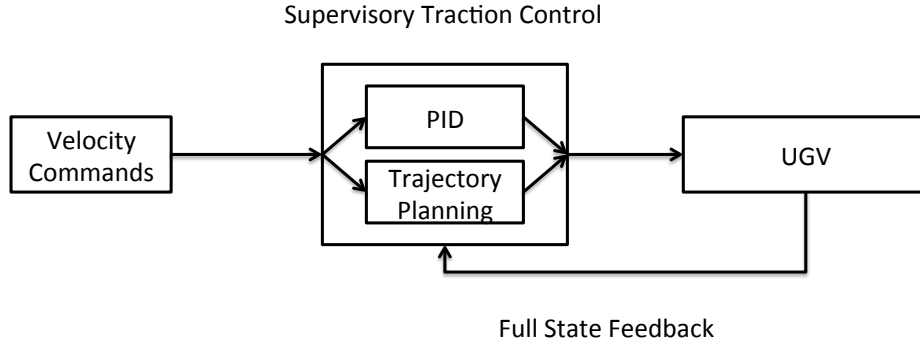 Supervisory Traction Control
Velocity
Commands
PID
Trajectory
Planning
UGV
Full State Feedback